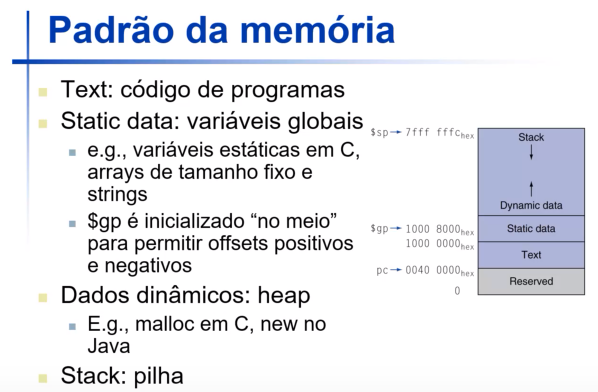 Padrão da memória
Text: código de programas
Static data: variáveis globais
e.g., variáveis estáticas em C,
arrays de tamanho fixo e
strings
$gp é inicializado “no meio”
para permitir offsets positivos
e negativos
Dados dinâmicos: heap
E.g., malloc em C, new no
Java
Stack: pilha
$sp→ 7fff fffc hex
Stack
Dynamic data
$gp→ 1000 8000 hex
Static data
1000 0000 hex
Text
pc→ 0040 0000 hex
Reserved
0